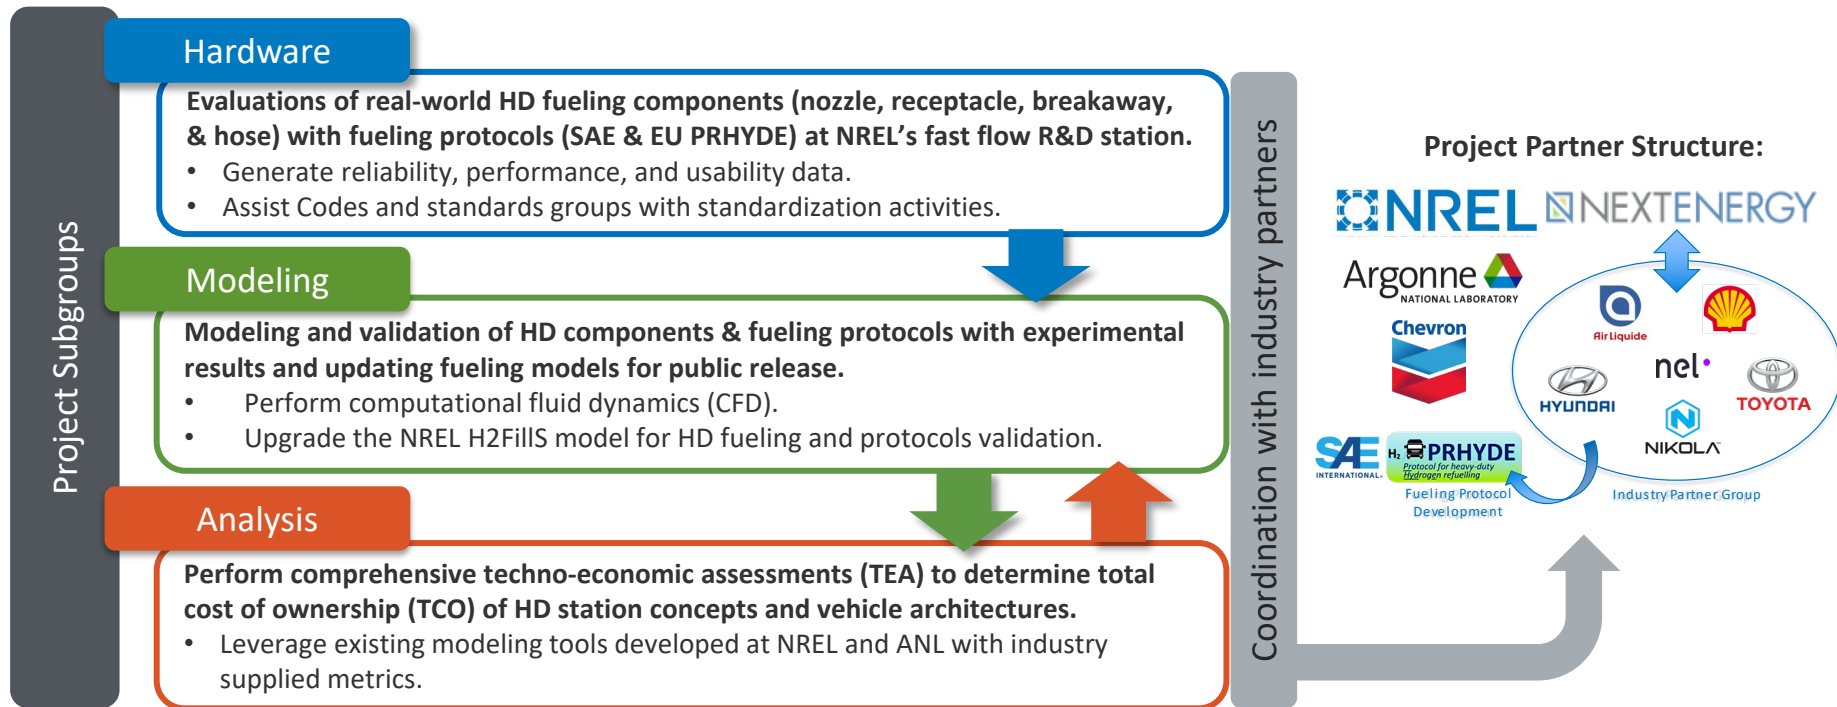 Project Subgroups
Hardware
Evaluations of real-world HD fueling components (nozzle, receptacle, breakaway,
& hose) with fueling protocols (SAE & EU PRHYDE) at NREL's fast flow R&D station.
• Generate reliability, performance, and usability data.
• Assist Codes and standards groups with standardization activities.
Modeling
Modeling and validation of HD components & fueling protocols with experimental
results and updating fueling models for public release.
• Perform computational fluid dynamics (CFD).
• Upgrade the NREL H2FillS model for HD fueling and protocols validation.
Analysis
Perform comprehensive techno-economic assessments (TEA) to determine total
cost of ownership (TCO) of HD station concepts and vehicle architectures.
• Leverage existing modeling tools developed at NREL and ANL with industry
supplied metrics.
Coordination with industry partners
Project Partner Structure:
NREL
NEXTENERGY
Argonne
NATIONAL LABORATORY
Chevron
Air Liquide
nel
HYUNDAI
TOYOTA
NIKOLA
SAE
INTERNATIONAL
H₂ PRHYDE
Protocol for heavy-duty
Hydrogen refuelling
Fueling Protocol
Development
Industry Partner Group